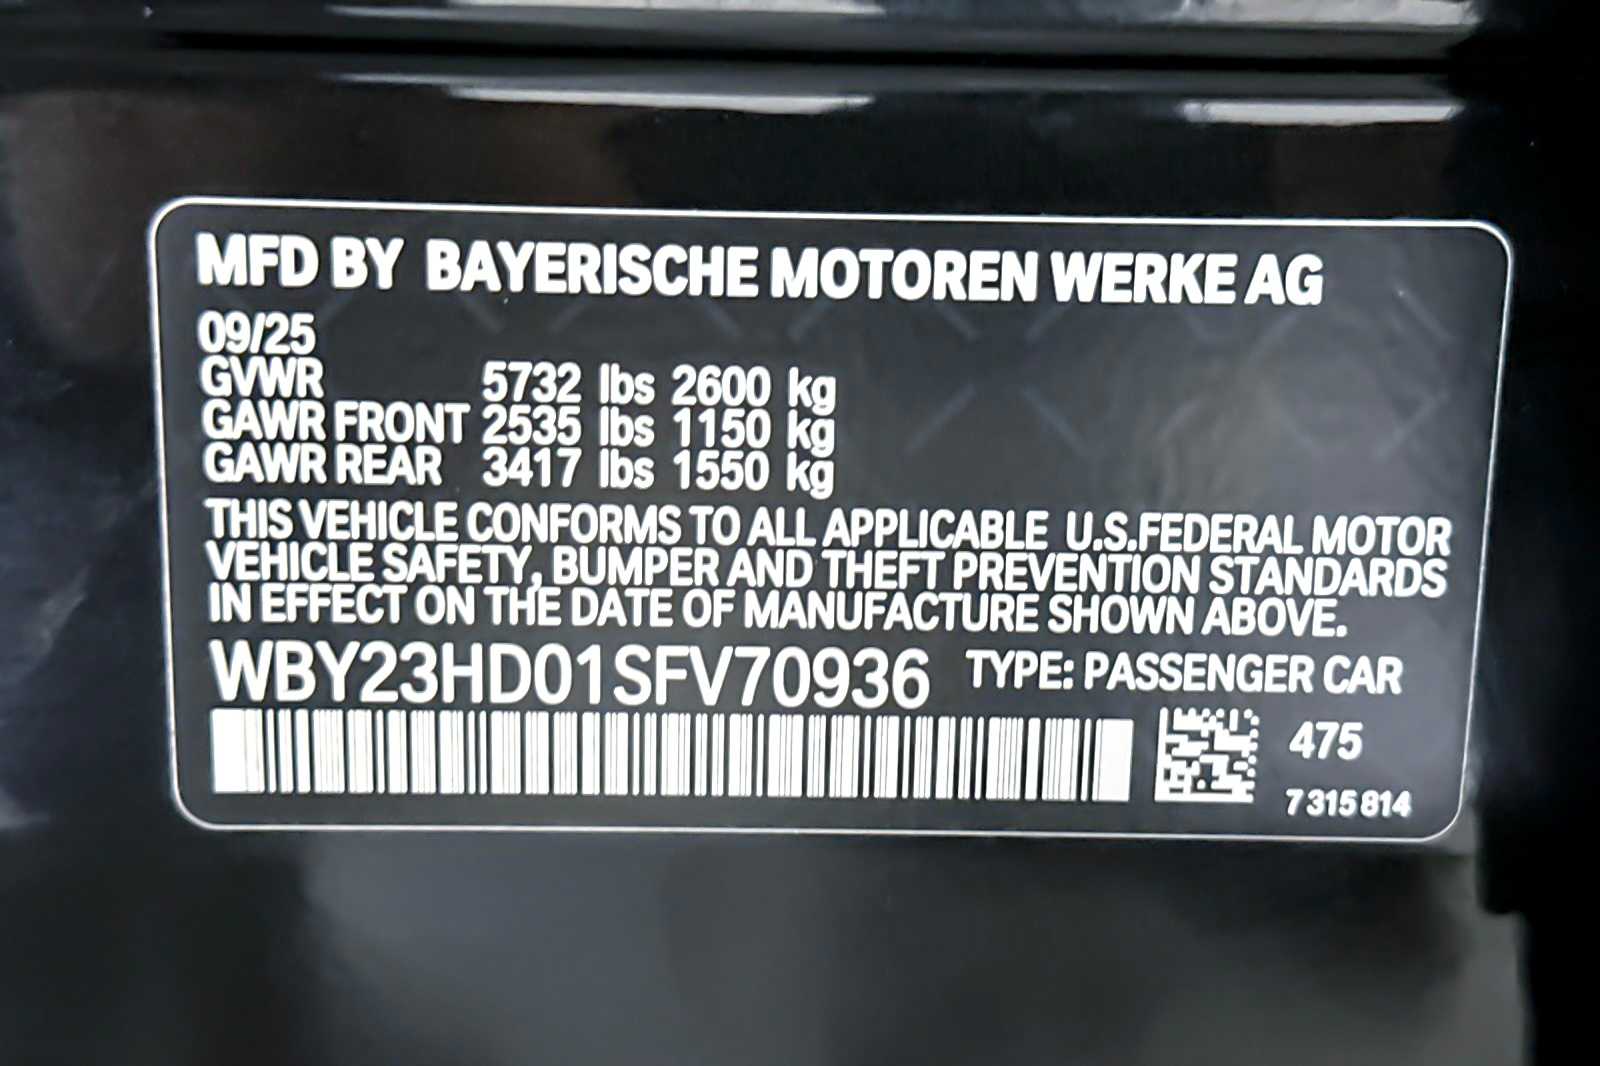 MFD BY BAYERISCHE MOTOREN WERKE AG
09/25
GVWR 5732 lbs 2600 kg
GAWR FRONT 2535 lbs 1150 kg
GAWR REAR 3417 lbs 1550 kg
THIS VEHICLE CONFORMS TO ALL APPLICABLE U.S.FEDERAL MOTOR
VEHICLE SAFETY, BUMPER AND THEFT PREVENTION STANDARDS
IN EFFECT ON THE DATE OF MANUFACTURE SHOWN ABOVE.
WBY23HD01SFV70936 TYPE: PASSENGER CAR
475
7 315 814